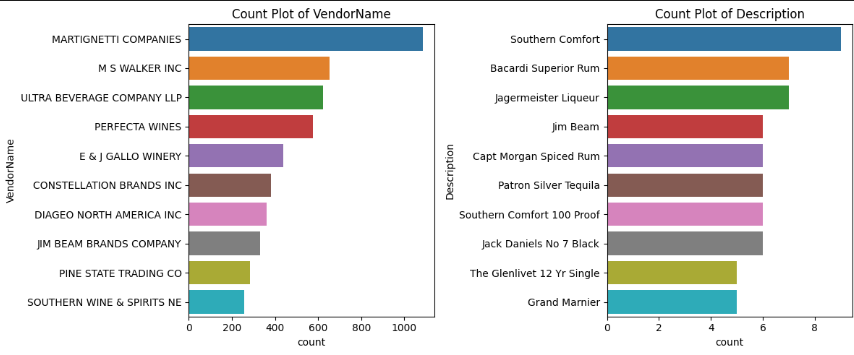 Count Plot of VendorName
VendorName
MARTIGNETTI COMPANIES
M S WALKER INC
ULTRA BEVERAGE COMPANY LLP
PERFECTA WINES
E & J GALLO WINERY
CONSTELLATION BRANDS INC
DIAGEO NORTH AMERICA INC
JIM BEAM BRANDS COMPANY
PINE STATE TRADING CO
SOUTHERN WINE & SPIRITS NE
0 200 400 600 800 1000
count
Count Plot of Description
Description
Southern Comfort
Bacardi Superior Rum
Jagermeister Liqueur
Jim Beam
Capt Morgan Spiced Rum
Patron Silver Tequila
Southern Comfort 100 Proof
Jack Daniels No 7 Black
The Glenlivet 12 Yr Single
Grand Marnier
0 2 4 6 8
count